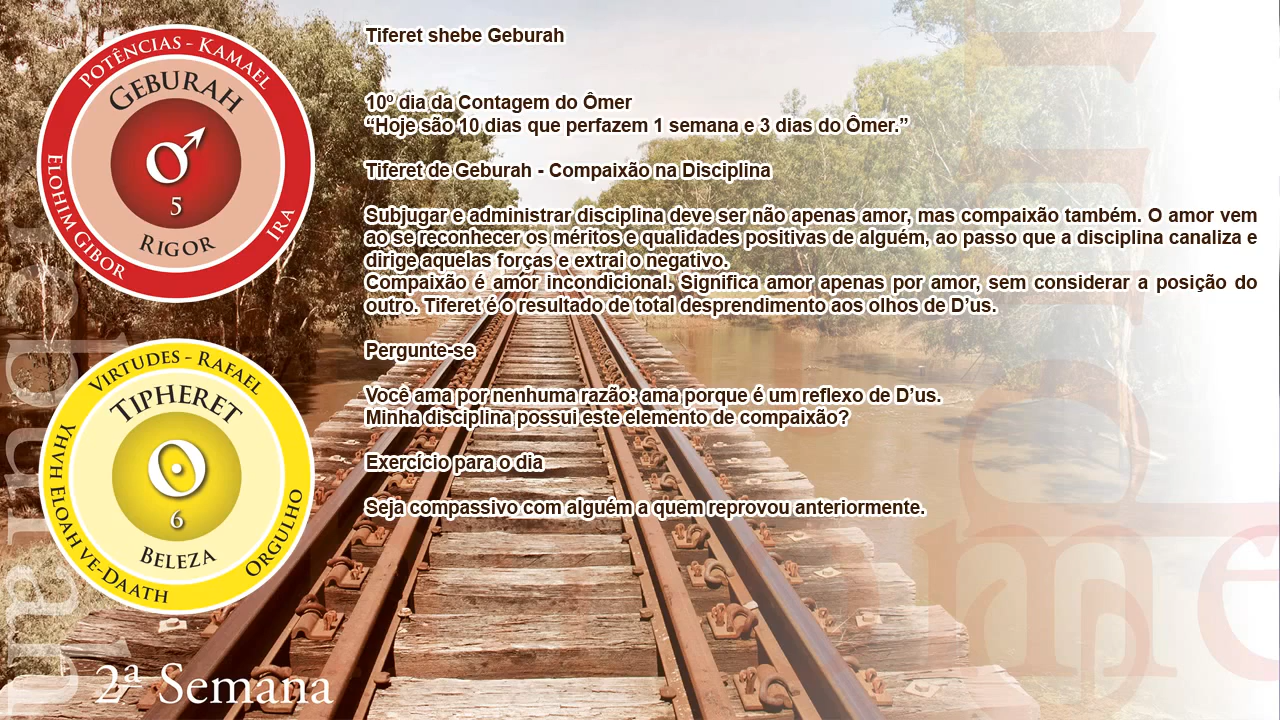 Tiferet shebe Geburah
10º dia da Contagem do Ômer
“Hoje são 10 dias que perfazem 1 semana e 3 dias do Ômer.”
Tiferet de Geburah - Compaixão na Disciplina
Subjugar e administrar disciplina deve ser não apenas amor, mas compaixão também. O amor vem
ao se reconhecer os méritos e qualidades positivas de alguém, ao passo que a disciplina canaliza e
dirige aquelas forças e extrai o negativo.
Compaixão é amor incondicional. Significa amor apenas por amor, sem considerar a posição do
outro. Tiferet é o resultado de total desprendimento aos olhos de D’us.
Pergunte-se
Você ama por nenhuma razão: ama porque é um reflexo de D’us.
Minha disciplina possui este elemento de compaixão?
Exercício para o dia
Seja compassivo com alguém a quem reprovou anteriormente.
Potências - Kamael
Geburah
5
Rigor
Elohim Gibor
Ira
Virtudes - Rafael
Tipheret
6
Beleza
Yhvh Eloah ve-Daath
Orgulho
2ª Semana